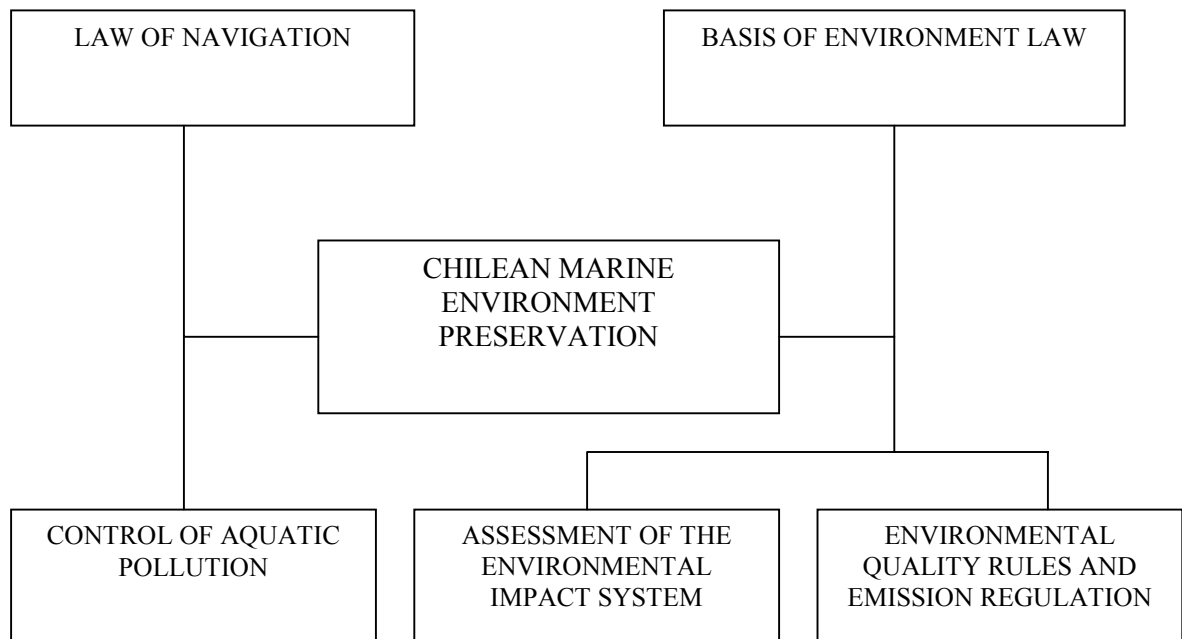 LAW OF NAVIGATION
BASIS OF ENVIRONMENT LAW
CHILEAN MARINE
ENVIRONMENT
PRESERVATION
CONTROL OF AQUATIC
POLLUTION
ASSESSMENT OF THE
ENVIRONMENTAL
IMPACT SYSTEM
ENVIRONMENTAL
QUALITY RULES AND
EMISSION REGULATION